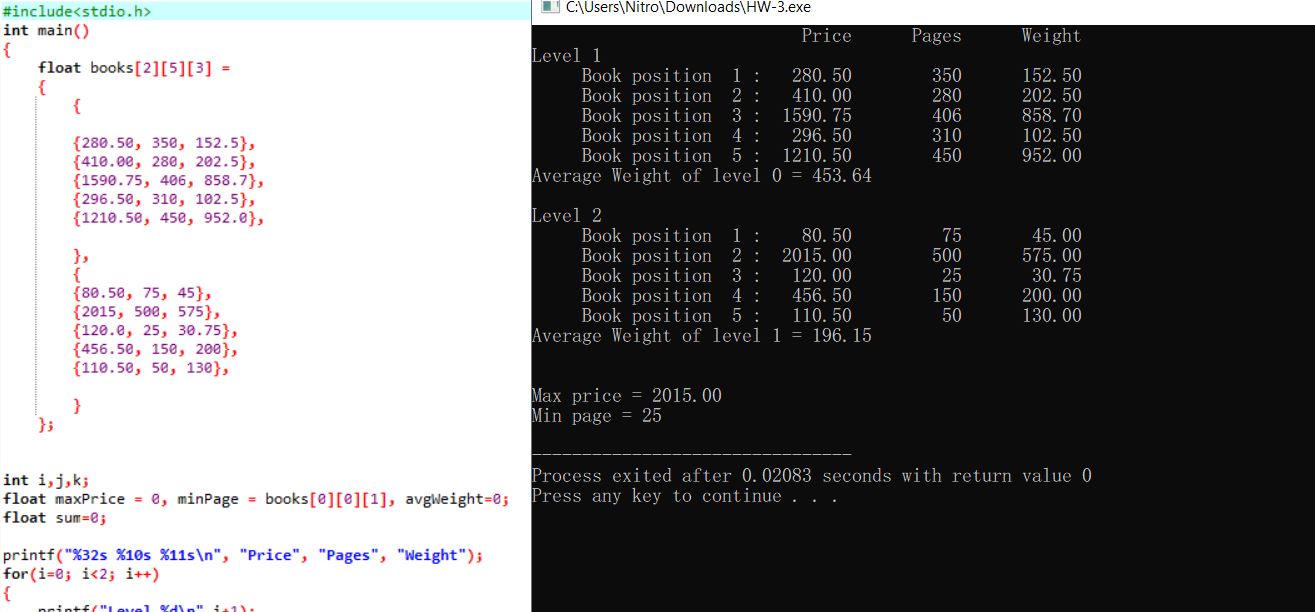 #include<stdio.h>
int main()
{
float books[2][5][3] =
{
{
{280.50, 350, 152.5},
{410.00, 280, 202.5},
{1590.75, 406, 858.7},
{296.50, 310, 102.5},
{1210.50, 450, 952.0},
},
{
{80.50, 75, 45},
{2015, 500, 575},
{120.0, 25, 30.75},
{456.50, 150, 200},
{110.50, 50, 130},
}
};
int i,j,k;
float maxPrice = 0, minPage = books[0][0][1], avgWeight=0;
float sum=0;
printf("%32s %10s %11s\n", "Price", "Pages", "Weight");
for(i=0; i<2; i++)
{
printf("Level %d\n" i+1);
C:\Users\Nitro\Downloads\HW-3.exe
Price Pages Weight
Level 1
Book position 1 : 280.50 350 152.50
Book position 2 : 410.00 280 202.50
Book position 3 : 1590.75 406 858.70
Book position 4 : 296.50 310 102.50
Book position 5 : 1210.50 450 952.00
Average Weight of level 0 = 453.64
Level 2
Book position 1 : 80.50 75 45.00
Book position 2 : 2015.00 500 575.00
Book position 3 : 120.00 25 30.75
Book position 4 : 456.50 150 200.00
Book position 5 : 110.50 50 130.00
Average Weight of level 1 = 196.15
Max price = 2015.00
Min page = 25
--------------------------------
Process exited after 0.02083 seconds with return value 0
Press any key to continue . . .